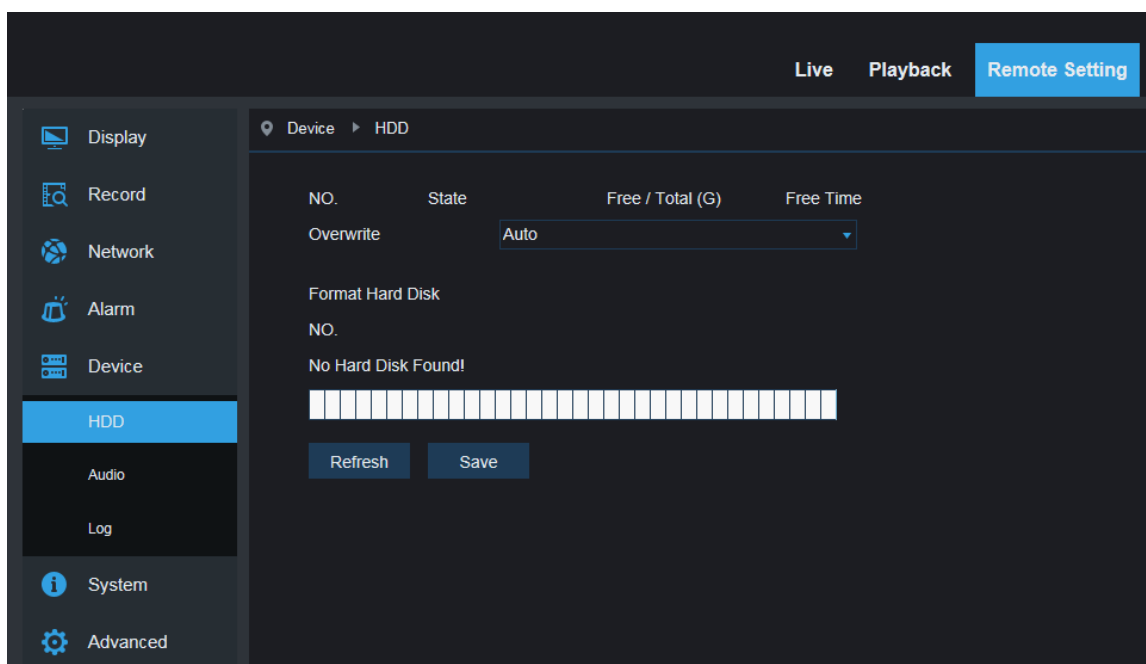 Live Playback Remote Setting
Display
Record
Network
Alarm
Device
HDD
Audio
Log
System
Advanced
Device HDD
NO. State Free / Total (G) Free Time
Overwrite Auto
Format Hard Disk
NO.
No Hard Disk Found!
Refresh Save